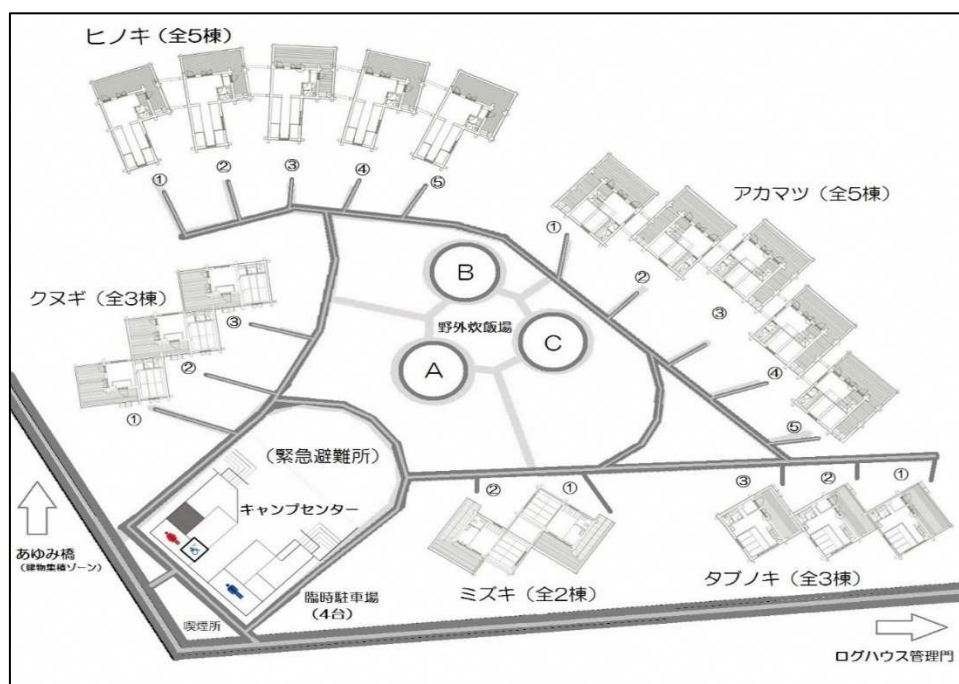 ヒノキ（全5棟）
①
②
③
④
⑤
アカマツ（全5棟）
①
②
③
④
⑤
クヌギ（全3棟）
③
②
①
B
野外炊飯場
C
A
（緊急避難所）
キャンプセンター
臨時駐車場
（4台）
喫煙所
あゆみ橋
（建物集積ゾーン）
②
①
ミズキ（全2棟）
③
②
①
タブノキ（全3棟）
ログハウス管理門